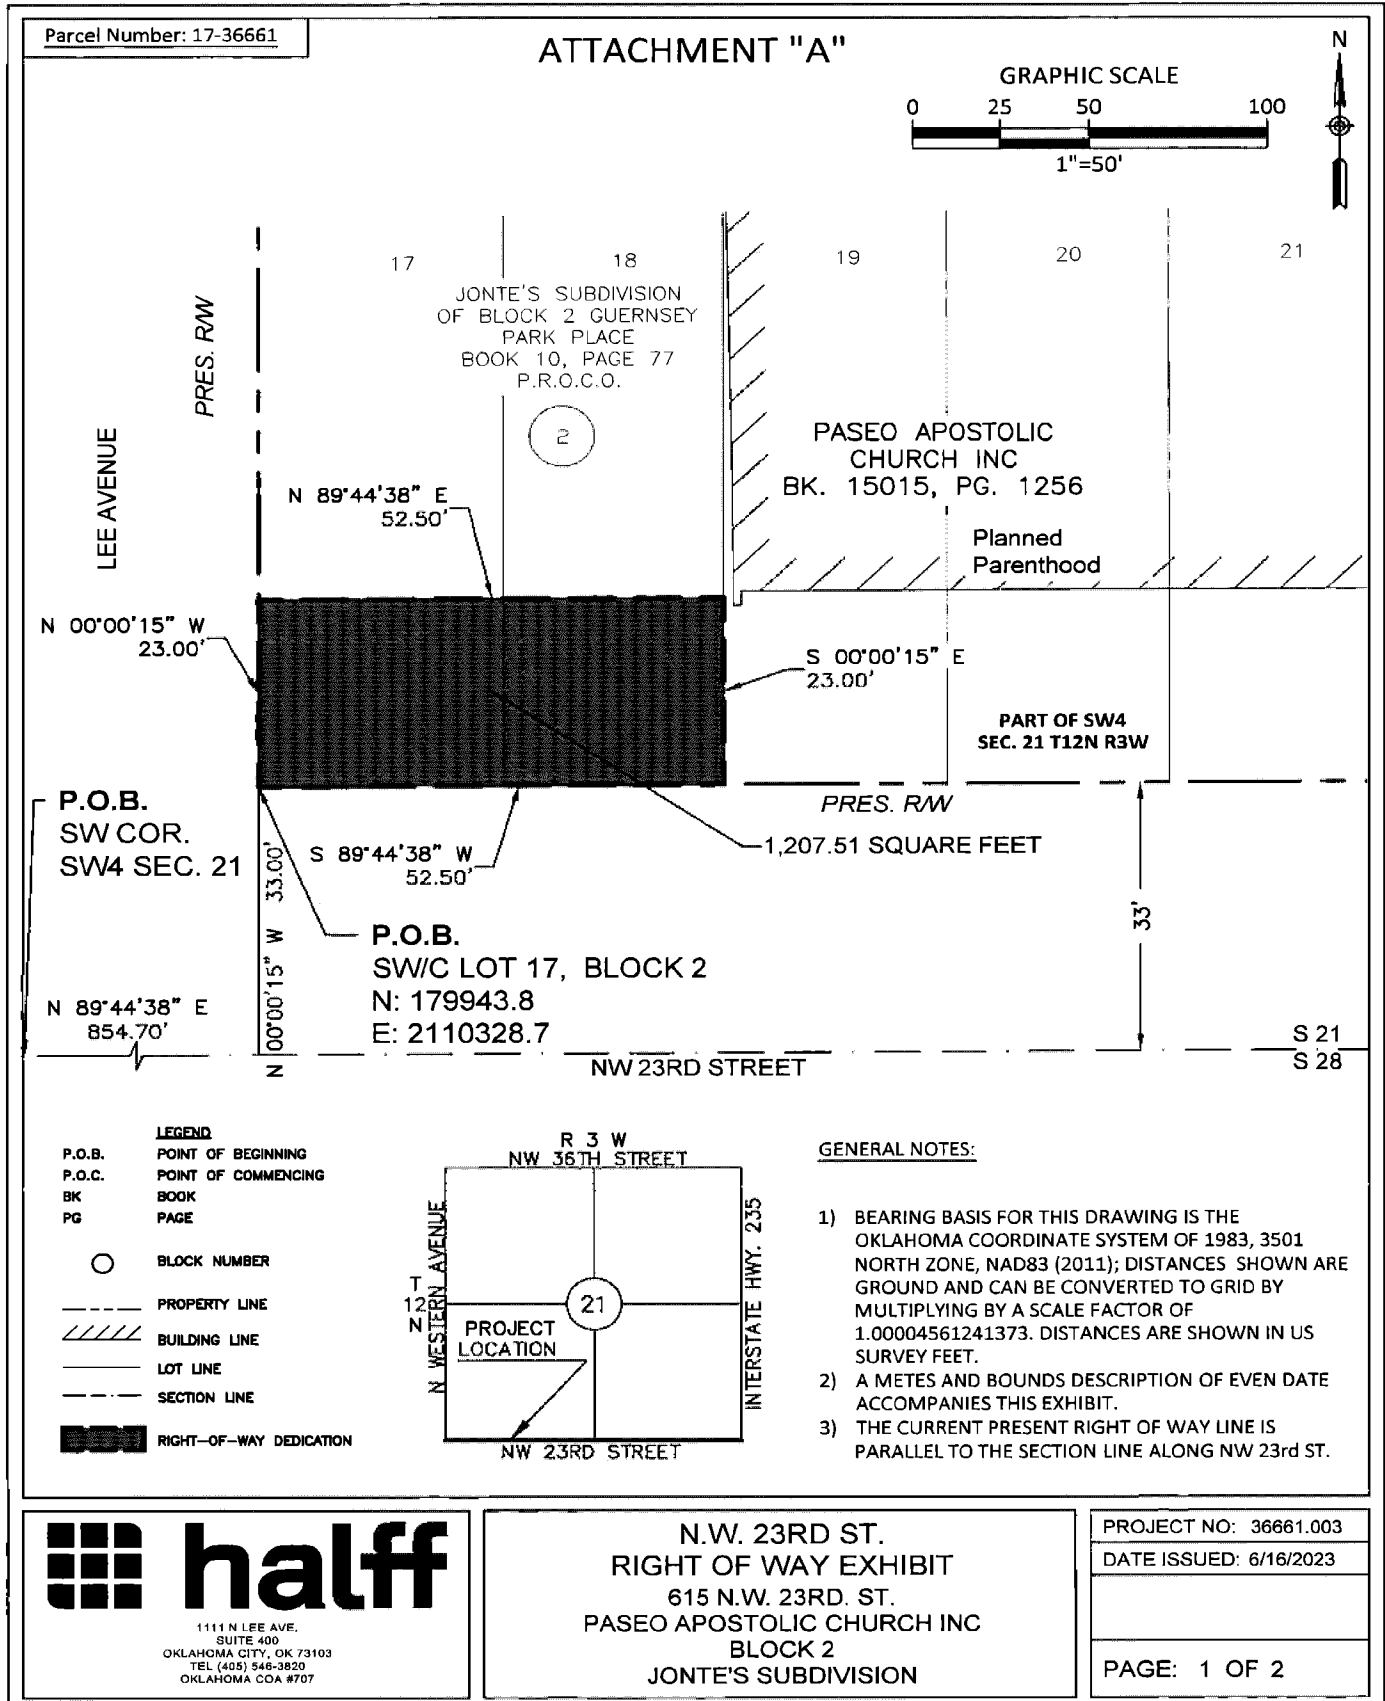 Parcel Number: 17-36661
ATTACHMENT "A"
N
GRAPHIC SCALE
0 25 50 100
1"=50'
17
18
19
20
21
JONTE'S SUBDIVISION
OF BLOCK 2 GUERNSEY
PARK PLACE
BOOK 10, PAGE 77
P.R.O.C.O.
2
PRES. R/W
LEE AVENUE
PASEO APOSTOLIC
CHURCH INC
BK. 15015, PG. 1256
Planned
Parenthood
N 89°44'38" E
52.50'
N 00°00'15" W
23.00'
S 00°00'15" E
23.00'
PART OF SW4
SEC. 21 T12N R3W
PRES. R/W
1,207.51 SQUARE FEET
P.O.B.
SW COR.
SW4 SEC. 21
S 89°44'38" W
52.50'
N 00°00'15" W 33.00'
33'
P.O.B.
SW/C LOT 17, BLOCK 2
N: 179943.8
E: 2110328.7
N 89°44'38" E
854.70'
NW 23RD STREET
S 21
S 28
LEGEND
P.O.B. POINT OF BEGINNING
P.O.C. POINT OF COMMENCING
BK BOOK
PG PAGE
BLOCK NUMBER
PROPERTY LINE
BUILDING LINE
LOT LINE
SECTION LINE
RIGHT-OF-WAY DEDICATION
R 3 W
NW 36TH STREET
N WESTERN AVENUE
INTERSTATE HWY. 235
T
12
N
21
PROJECT
LOCATION
NW 23RD STREET
GENERAL NOTES:
1) BEARING BASIS FOR THIS DRAWING IS THE
OKLAHOMA COORDINATE SYSTEM OF 1983, 3501
NORTH ZONE, NAD83 (2011); DISTANCES SHOWN ARE
GROUND AND CAN BE CONVERTED TO GRID BY
MULTIPLYING BY A SCALE FACTOR OF
1.00004561241373. DISTANCES ARE SHOWN IN US
SURVEY FEET.
2) A METES AND BOUNDS DESCRIPTION OF EVEN DATE
ACCOMPANIES THIS EXHIBIT.
3) THE CURRENT PRESENT RIGHT OF WAY LINE IS
PARALLEL TO THE SECTION LINE ALONG NW 23rd ST.
halff
1111 N LEE AVE,
SUITE 400
OKLAHOMA CITY, OK 73103
TEL (405) 546-3820
OKLAHOMA COA #707
N.W. 23RD ST.
RIGHT OF WAY EXHIBIT
615 N.W. 23RD. ST.
PASEO APOSTOLIC CHURCH INC
BLOCK 2
JONTE'S SUBDIVISION
PROJECT NO: 36661.003
DATE ISSUED: 6/16/2023
PAGE: 1 OF 2